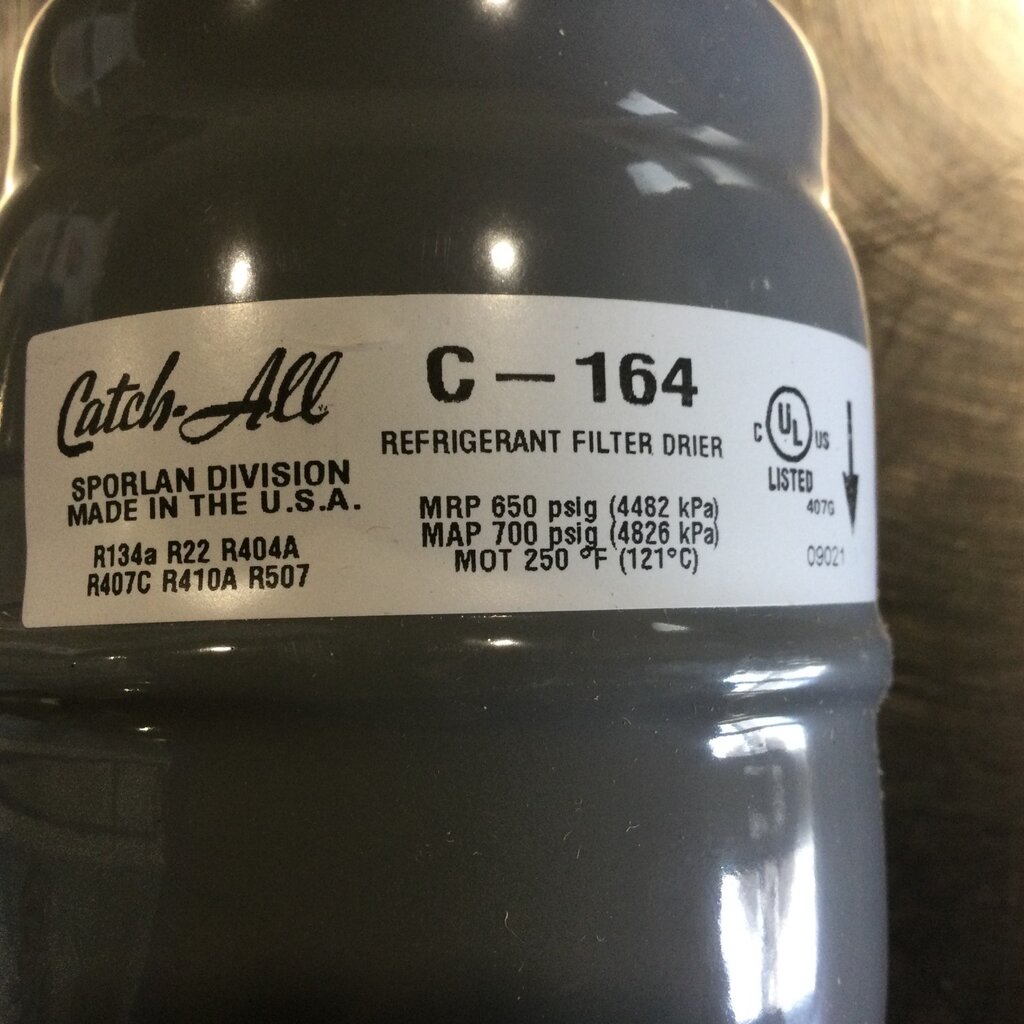 Catch-All
C-164
REFRIGERANT FILTER DRIER
SPORLAN DIVISION
MADE IN THE U.S.A.
R134a R22 R404A
R407C R410A R507
MRP 650 psig (4482 kPa)
MAP 700 psig (4826 kPa)
MOT 250 °F (121°C)
C UL US
LISTED
407G
09021